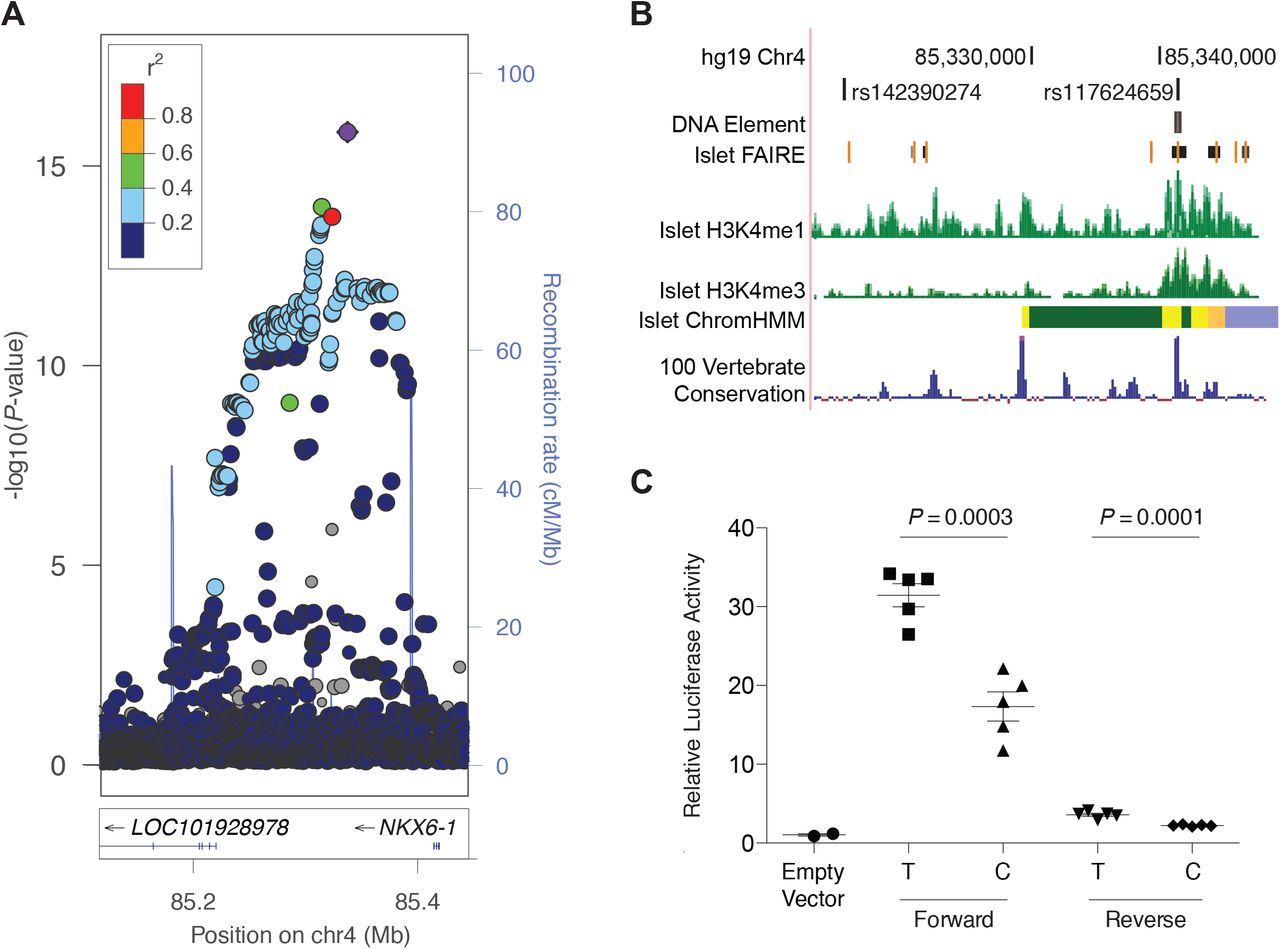 A
r2
0.8
0.6
0.4
0.2
15
10
5
0
-log10(P-value)
100
80
60
40
20
0
Recombination rate (cM/Mb)
← LOC101928978
← NKX6-1
85.2
85.4
Position on chr4 (Mb)
B
hg19 Chr4
85,330,000
85,340,000
rs142390274
rs117624659
DNA Element
Islet FAIRE
Islet H3K4me1
Islet H3K4me3
Islet ChromHMM
100 Vertebrate
Conservation
C
P = 0.0003
P = 0.0001
40
30
20
10
0
Relative Luciferase Activity
Empty
Vector
T
C
T
C
Forward
Reverse